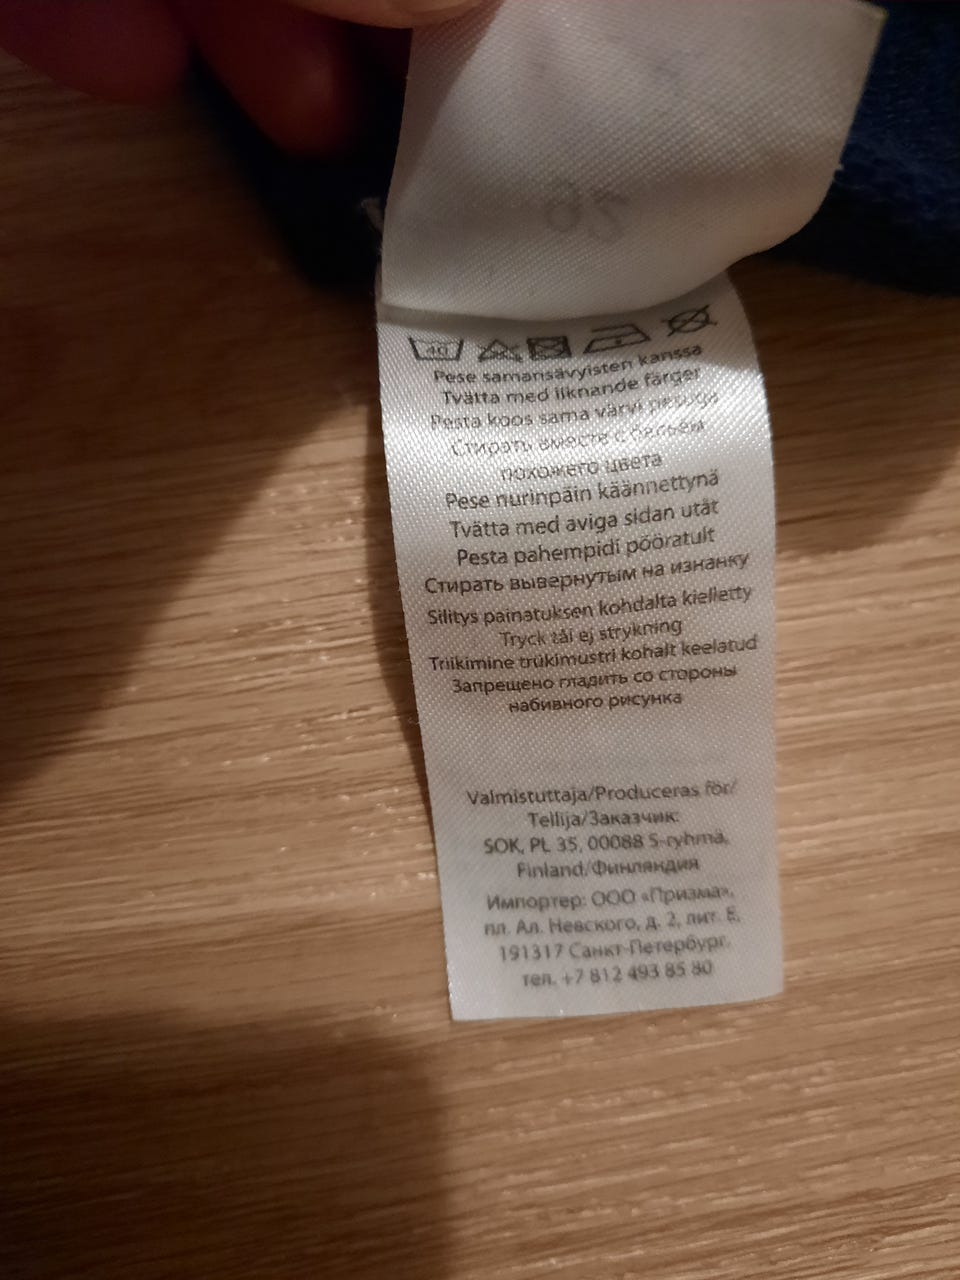 40
Pese samansävyisten kanssa
Tvätta med liknande färger
Pesta koos sama värvi pesuga
Стирать вместе с бельём
похожего цвета
Pese nurinpäin käännettynä
Tvätta med aviga sidan utåt
Pesta pahempidi pööratult
Стирать вывернутым на изнанку
Silitys painatuksen kohdalta kielletty
Tryck tål ej strykning
Triikimine trükimustri kohalt keelatud
Запрещено гладить со стороны
набивного рисунка
Valmistuttaja/Produceras för/
Tellija/Заказчик:
SOK, PL 35, 00088 S-ryhmä,
Finland/Финляндия
Импортер: ООО «Призма»,
пл. Ал. Невского, д. 2, лит. Е,
191317 Санкт-Петербург,
тел. +7 812 493 85 80